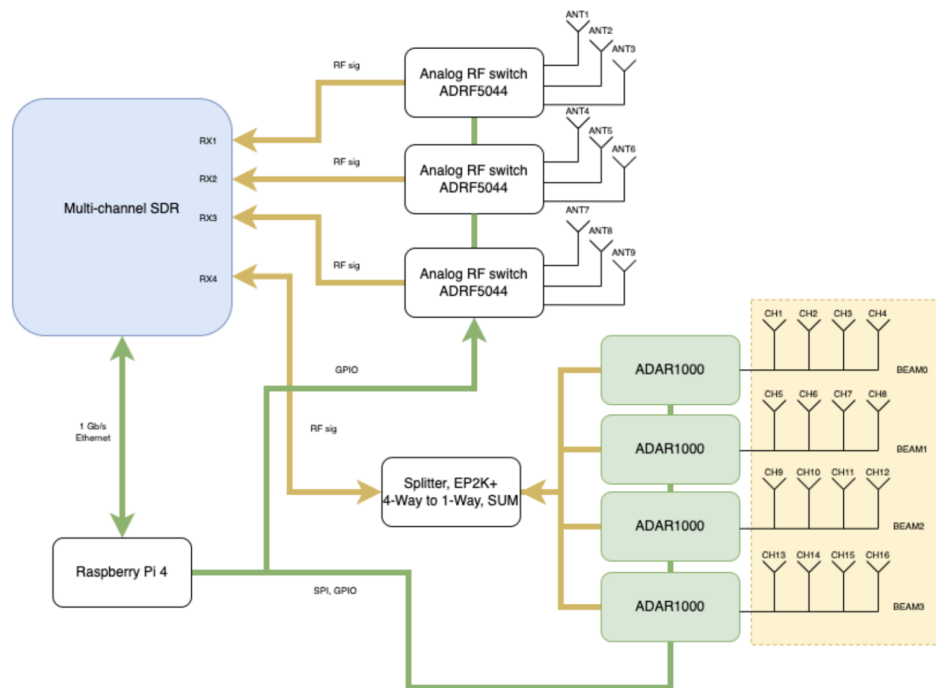 ANT1
ANT2
ANT3
RF sig
Analog RF switch
ADRF5044
ANT4
ANT5
ANT6
RX1
RF sig
Analog RF switch
ADRF5044
RX2
Multi-channel SDR
ANT7
ANT8
ANT9
RX3
RF sig
Analog RF switch
ADRF5044
RX4
CH1 CH2 CH3 CH4
GPIO
ADAR1000
BEAM0
CH5 CH6 CH7 CH8
1 Gb/s
Ethernet
RF sig
ADAR1000
BEAM1
CH9 CH10 CH11 CH12
Splitter, EP2K+
4-Way to 1-Way, SUM
ADAR1000
BEAM2
CH13 CH14 CH15 CH16
Raspberry Pi 4
SPI, GPIO
ADAR1000
BEAM3